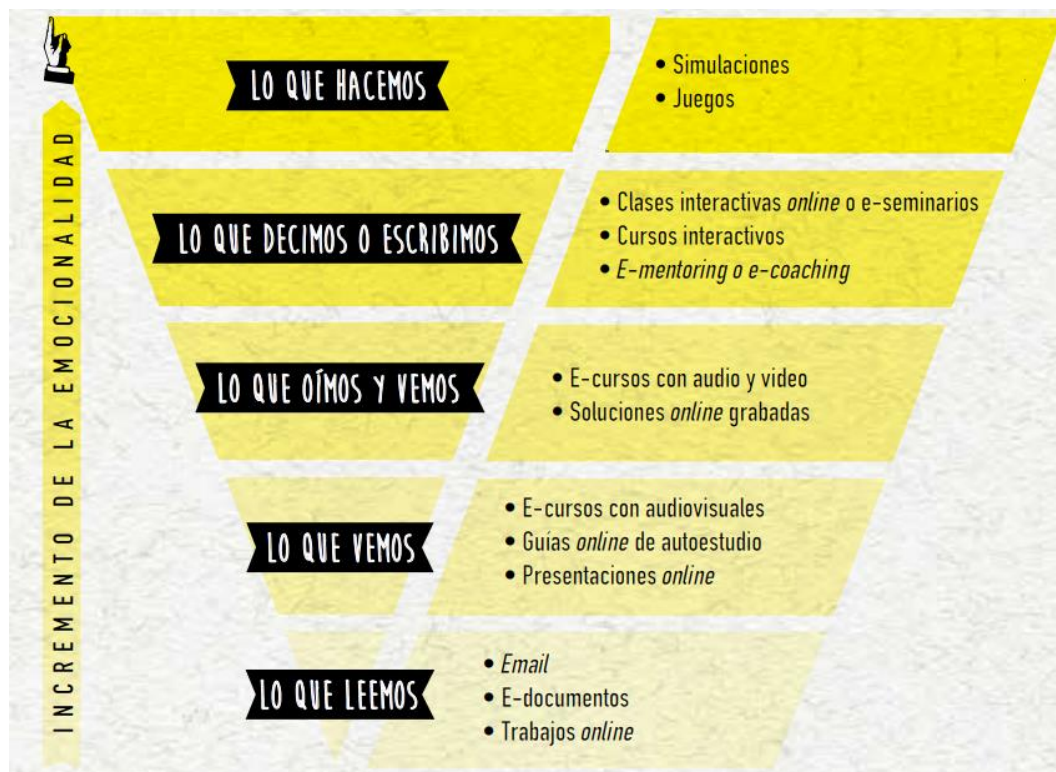 INCREMENTO DE LA EMOCIONALIDAD
LO QUE HACEMOS
• Simulaciones
• Juegos
LO QUE DECIMOS O ESCRIBIMOS
• Clases interactivas online o e-seminarios
• Cursos interactivos
• E-mentoring o e-coaching
LO QUE OÍMOS Y VEMOS
• E-cursos con audio y video
• Soluciones online grabadas
LO QUE VEMOS
• E-cursos con audiovisuales
• Guías online de autoestudio
• Presentaciones online
LO QUE LEEMOS
• Email
• E-documentos
• Trabajos online